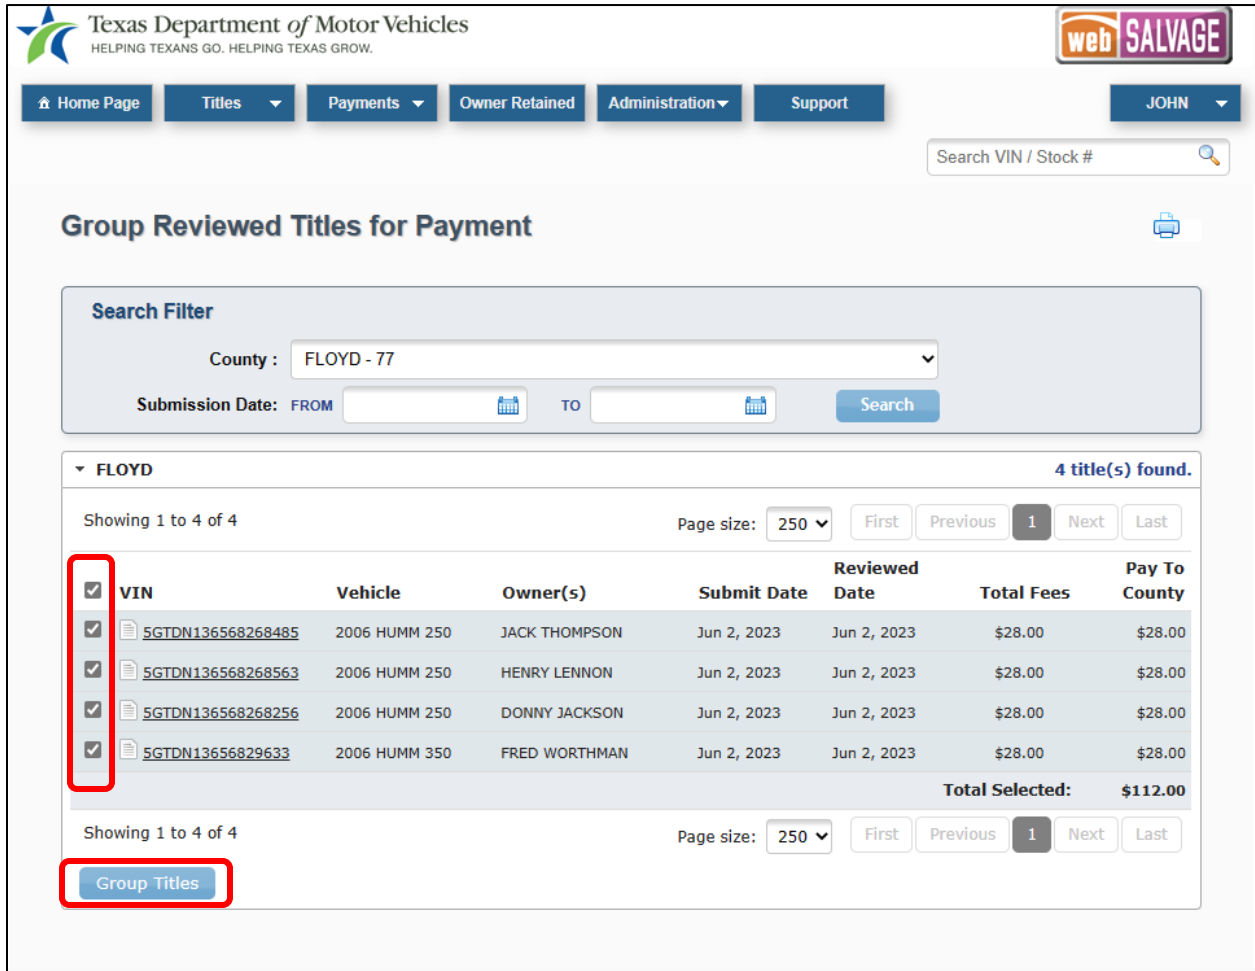 Texas Department of Motor Vehicles
HELPING TEXANS GO. HELPING TEXAS GROW.
web SALVAGE
Home Page Titles Payments Owner Retained Administration Support JOHN
Search VIN / Stock #
Group Reviewed Titles for Payment
Search Filter
County : FLOYD - 77
Submission Date: FROM TO Search
FLOYD 4 title(s) found.
Showing 1 to 4 of 4 Page size: 250 First Previous 1 Next Last
VIN Vehicle Owner(s) Submit Date Reviewed Date Total Fees Pay To County
5GTDN136568268485 2006 HUMM 250 JACK THOMPSON Jun 2, 2023 Jun 2, 2023 $28.00 $28.00
5GTDN136568268563 2006 HUMM 250 HENRY LENNON Jun 2, 2023 Jun 2, 2023 $28.00 $28.00
5GTDN136568268256 2006 HUMM 250 DONNY JACKSON Jun 2, 2023 Jun 2, 2023 $28.00 $28.00
5GTDN13656829633 2006 HUMM 350 FRED WORTHMAN Jun 2, 2023 Jun 2, 2023 $28.00 $28.00
Total Selected: $112.00
Showing 1 to 4 of 4 Page size: 250 First Previous 1 Next Last
Group Titles